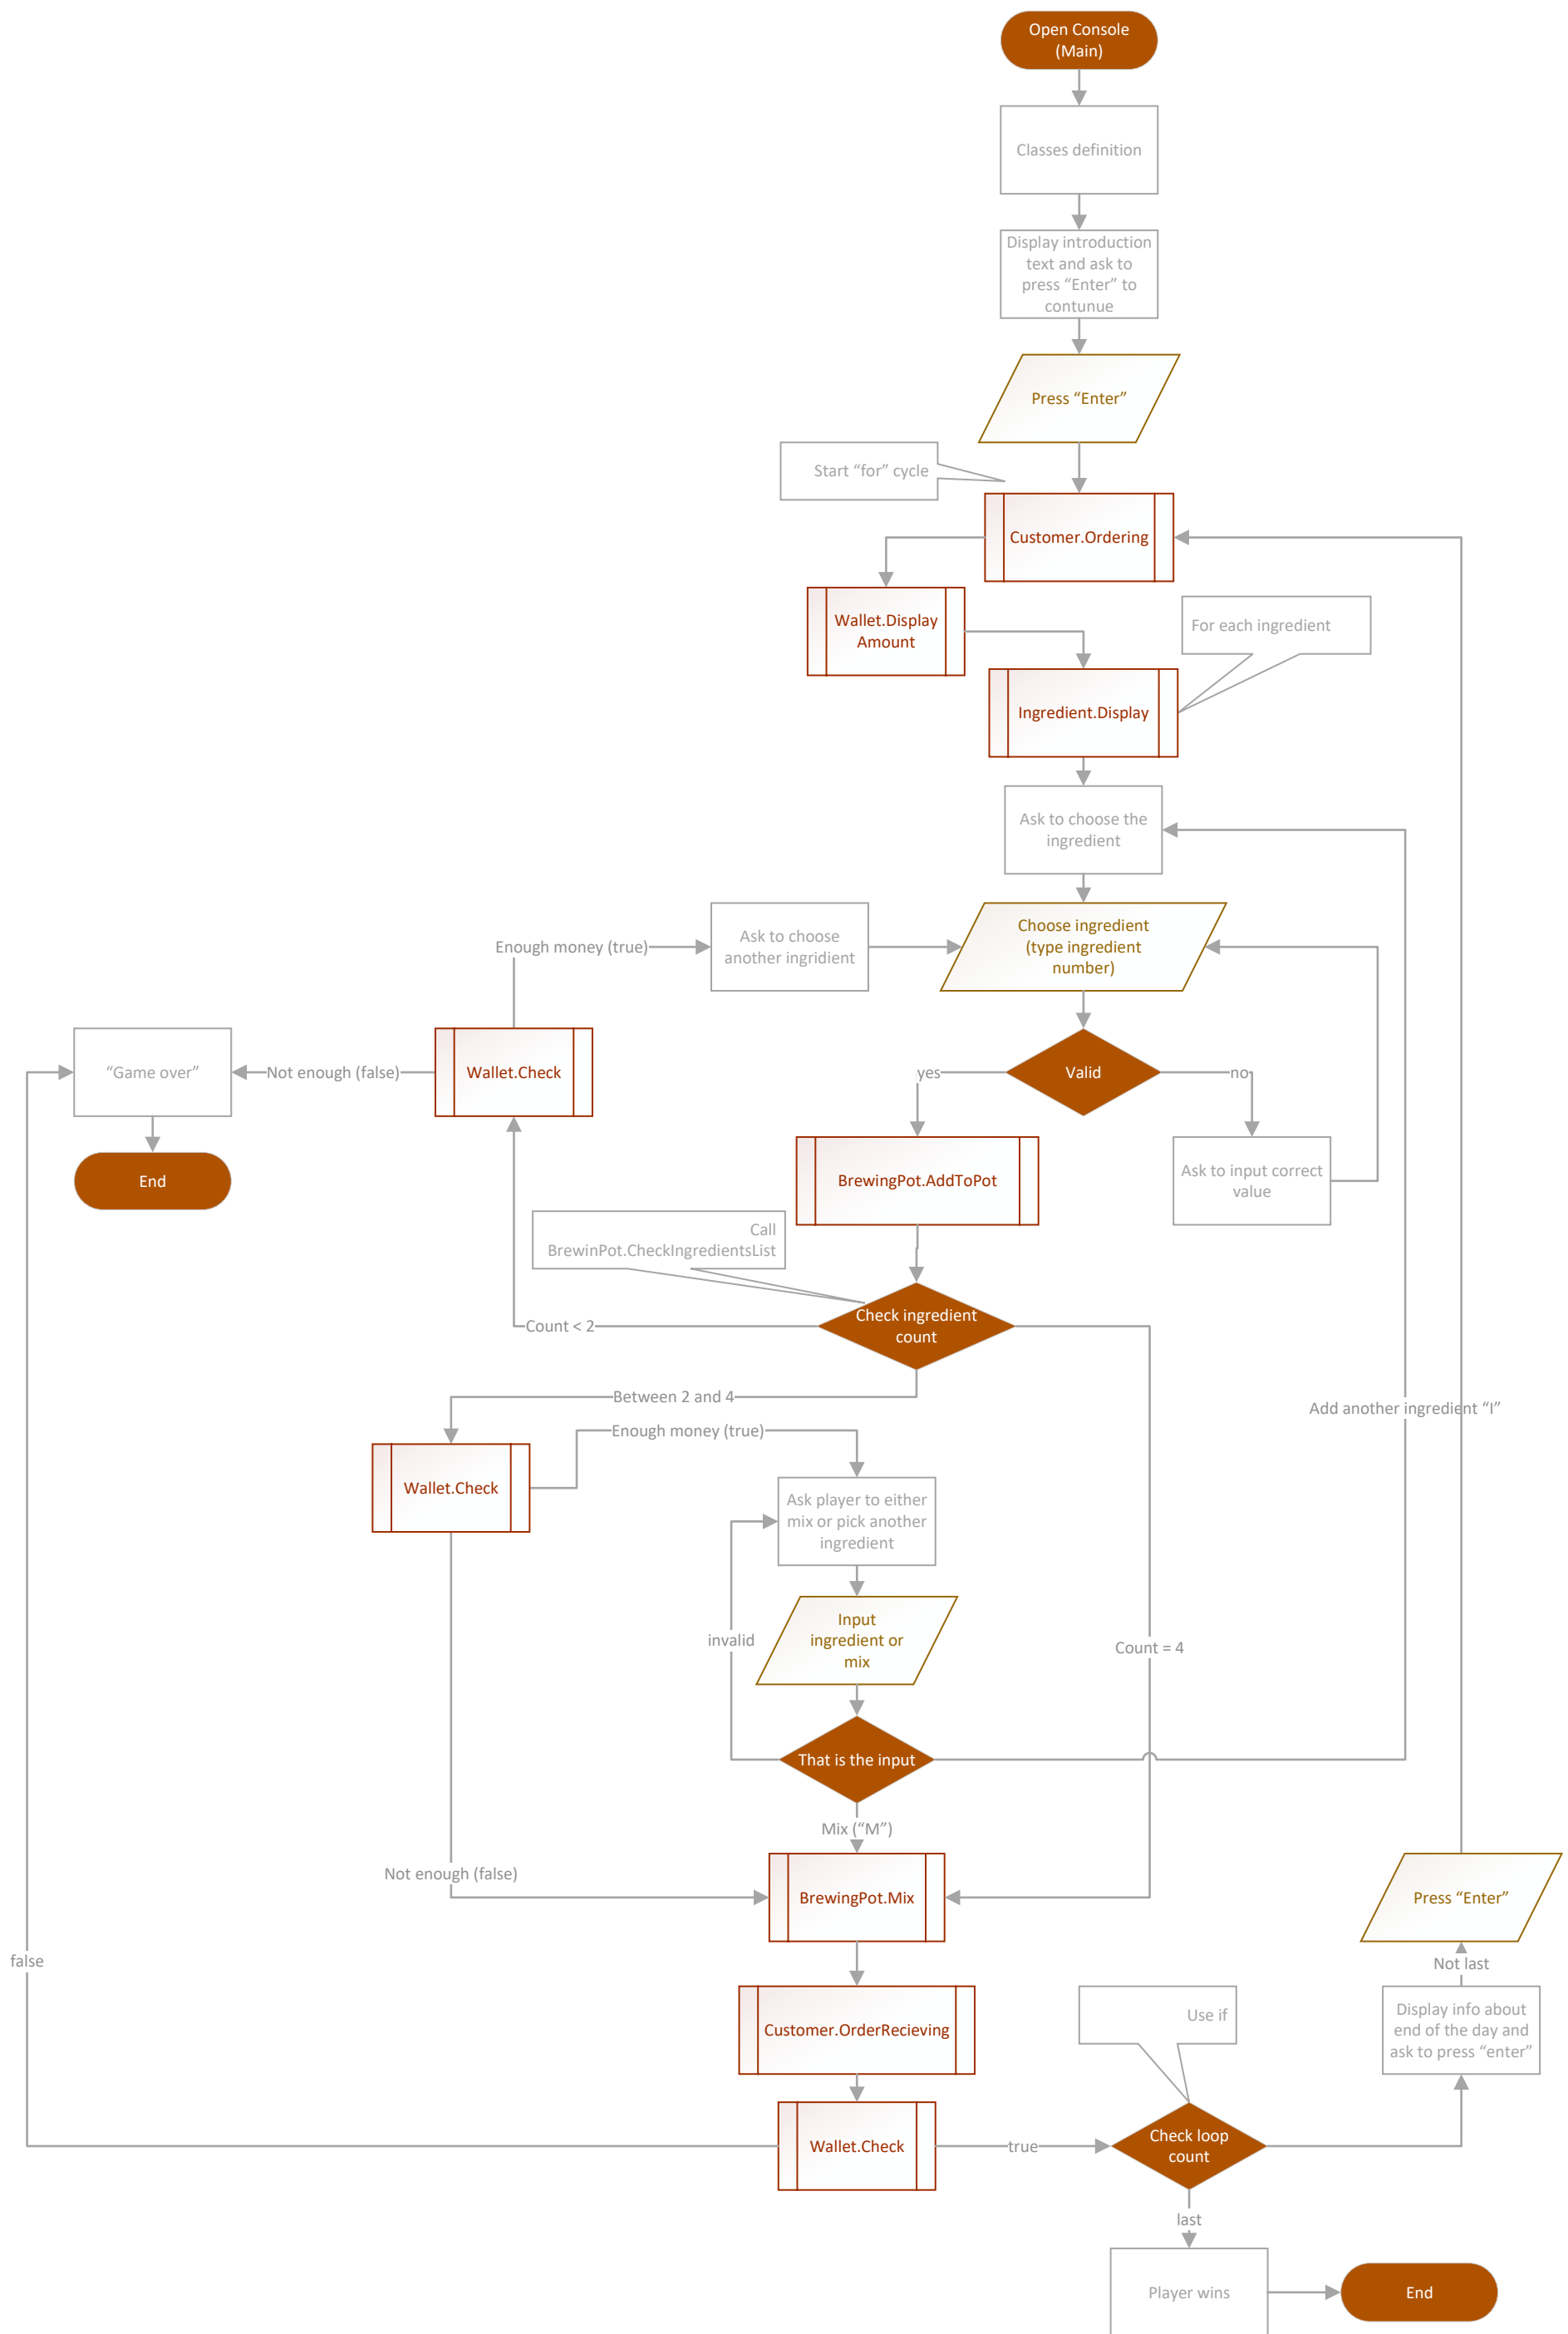 Open Console
(Main)
Classes definition
Display introduction
text and ask to
press “Enter” to
contunue
Press “Enter”
Start “for” cycle
Customer.Ordering
Wallet.Display
Amount
For each ingredient
Ingredient.Display
Ask to choose the
ingredient
Enough money (true)
Ask to choose
another ingridient
Choose ingredient
(type ingredient
number)
“Game over”
Not enough (false)
Wallet.Check
yes
Valid
no
End
BrewingPot.AddToPot
Ask to input correct
value
Call
BrewinPot.CheckIngredientsList
Check ingredient
count
Count < 2
Between 2 and 4
Add another ingredient “I”
Enough money (true)
Wallet.Check
Ask player to either
mix or pick another
ingredient
Input
ingredient or
mix
invalid
Count = 4
That is the input
Mix (“M”)
Not enough (false)
BrewingPot.Mix
Press “Enter”
false
Not last
Customer.OrderRecieving
Use if
Display info about
end of the day and
ask to press “enter”
Wallet.Check
true
Check loop
count
last
Player wins
End